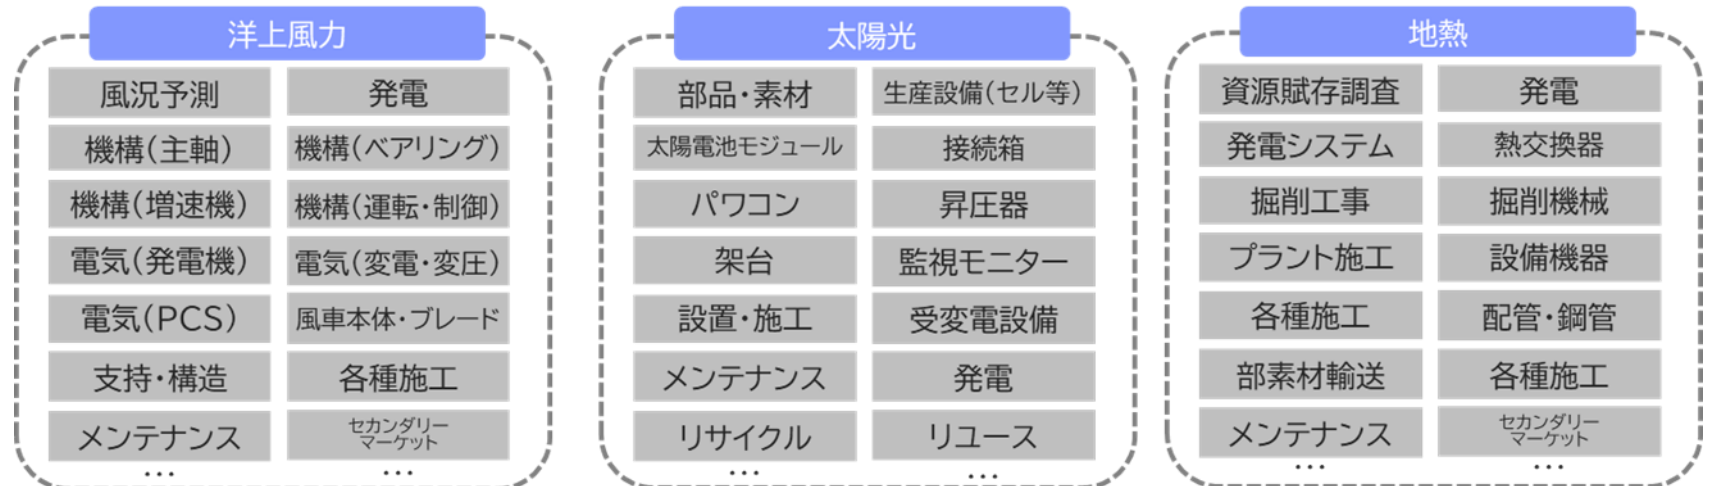 洋上風力
風況予測
発電
機構(主軸)
機構(ベアリング)
機構(増速機)
機構(運転・制御)
電気(発電機)
電気(変電・変圧)
電気(PCS)
風車本体・ブレード
支持・構造
各種施工
メンテナンス
セカンダリー
マーケット
…
…
太陽光
部品・素材
生産設備(セル等)
太陽電池モジュール
接続箱
パワコン
昇圧器
架台
監視モニター
設置・施工
受変電設備
メンテナンス
発電
リサイクル
リユース
…
…
地熱
資源賦存調査
発電
発電システム
熱交換器
掘削工事
掘削機械
プラント施工
設備機器
各種施工
配管・鋼管
部素材輸送
各種施工
メンテナンス
セカンダリー
マーケット
…
…